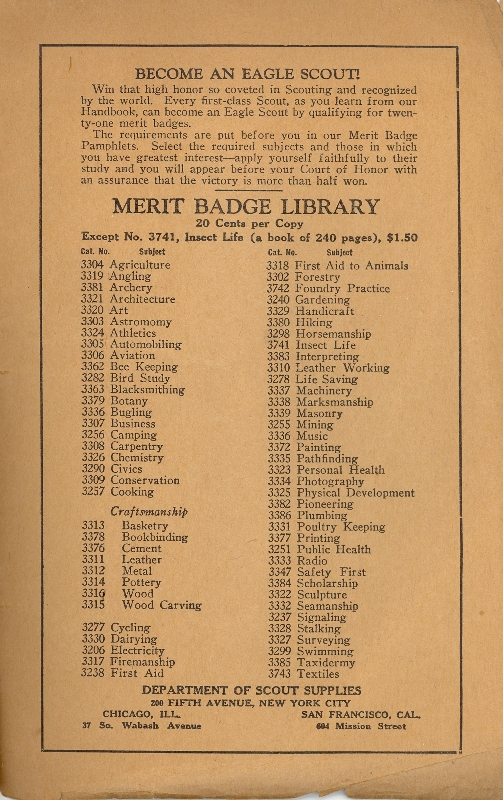 BECOME AN EAGLE SCOUT!
Win that high honor so coveted in Scouting and recognized
by the world. Every first-class Scout, as you learn from our
Handbook, can become an Eagle Scout by qualifying for twen-
ty-one merit badges.
The requirements are put before you in our Merit Badge
Pamphlets. Select the required subjects and those in which
you have greatest interest—apply yourself faithfully to their
study and you will appear before your Court of Honor with
an assurance that the victory is more than half won.
MERIT BADGE LIBRARY
20 Cents per Copy
Except No. 3741, Insect Life (a book of 240 pages), $1.50
Cat. No. Subject
3304 Agriculture
3319 Angling
3381 Archery
3321 Architecture
3320 Art
3303 Astromomy
3324 Athletics
3305 Automobiling
3306 Aviation
3362 Bee Keeping
3282 Bird Study
3363 Blacksmithing
3379 Botany
3336 Bugling
3307 Business
3256 Camping
3308 Carpentry
3326 Chemistry
3290 Civics
3309 Conservation
3257 Cooking
Craftsmanship
3313 Basketry
3378 Bookbinding
3376 Cement
3311 Leather
3312 Metal
3314 Pottery
3316 Wood
3315 Wood Carving
3277 Cycling
3330 Dairying
3206 Electricity
3317 Firemanship
3238 First Aid
Cat. No. Subject
3318 First Aid to Animals
3302 Forestry
3742 Foundry Practice
3240 Gardening
3329 Handicraft
3380 Hiking
3298 Horsemanship
3741 Insect Life
3383 Interpreting
3310 Leather Working
3278 Life Saving
3337 Machinery
3338 Marksmanship
3339 Masonry
3255 Mining
3336 Music
3372 Painting
3335 Pathfinding
3323 Personal Health
3334 Photography
3325 Physical Development
3382 Pioneering
3386 Plumbing
3331 Poultry Keeping
3377 Printing
3251 Public Health
3333 Radio
3347 Safety First
3384 Scholarship
3322 Sculpture
3332 Seamanship
3237 Signaling
3328 Stalking
3327 Surveying
3299 Swimming
3385 Taxidermy
3743 Textiles
DEPARTMENT OF SCOUT SUPPLIES
200 FIFTH AVENUE, NEW YORK CITY
CHICAGO, ILL.
37 So. Wabash Avenue
SAN FRANCISCO, CAL.
604 Mission Street